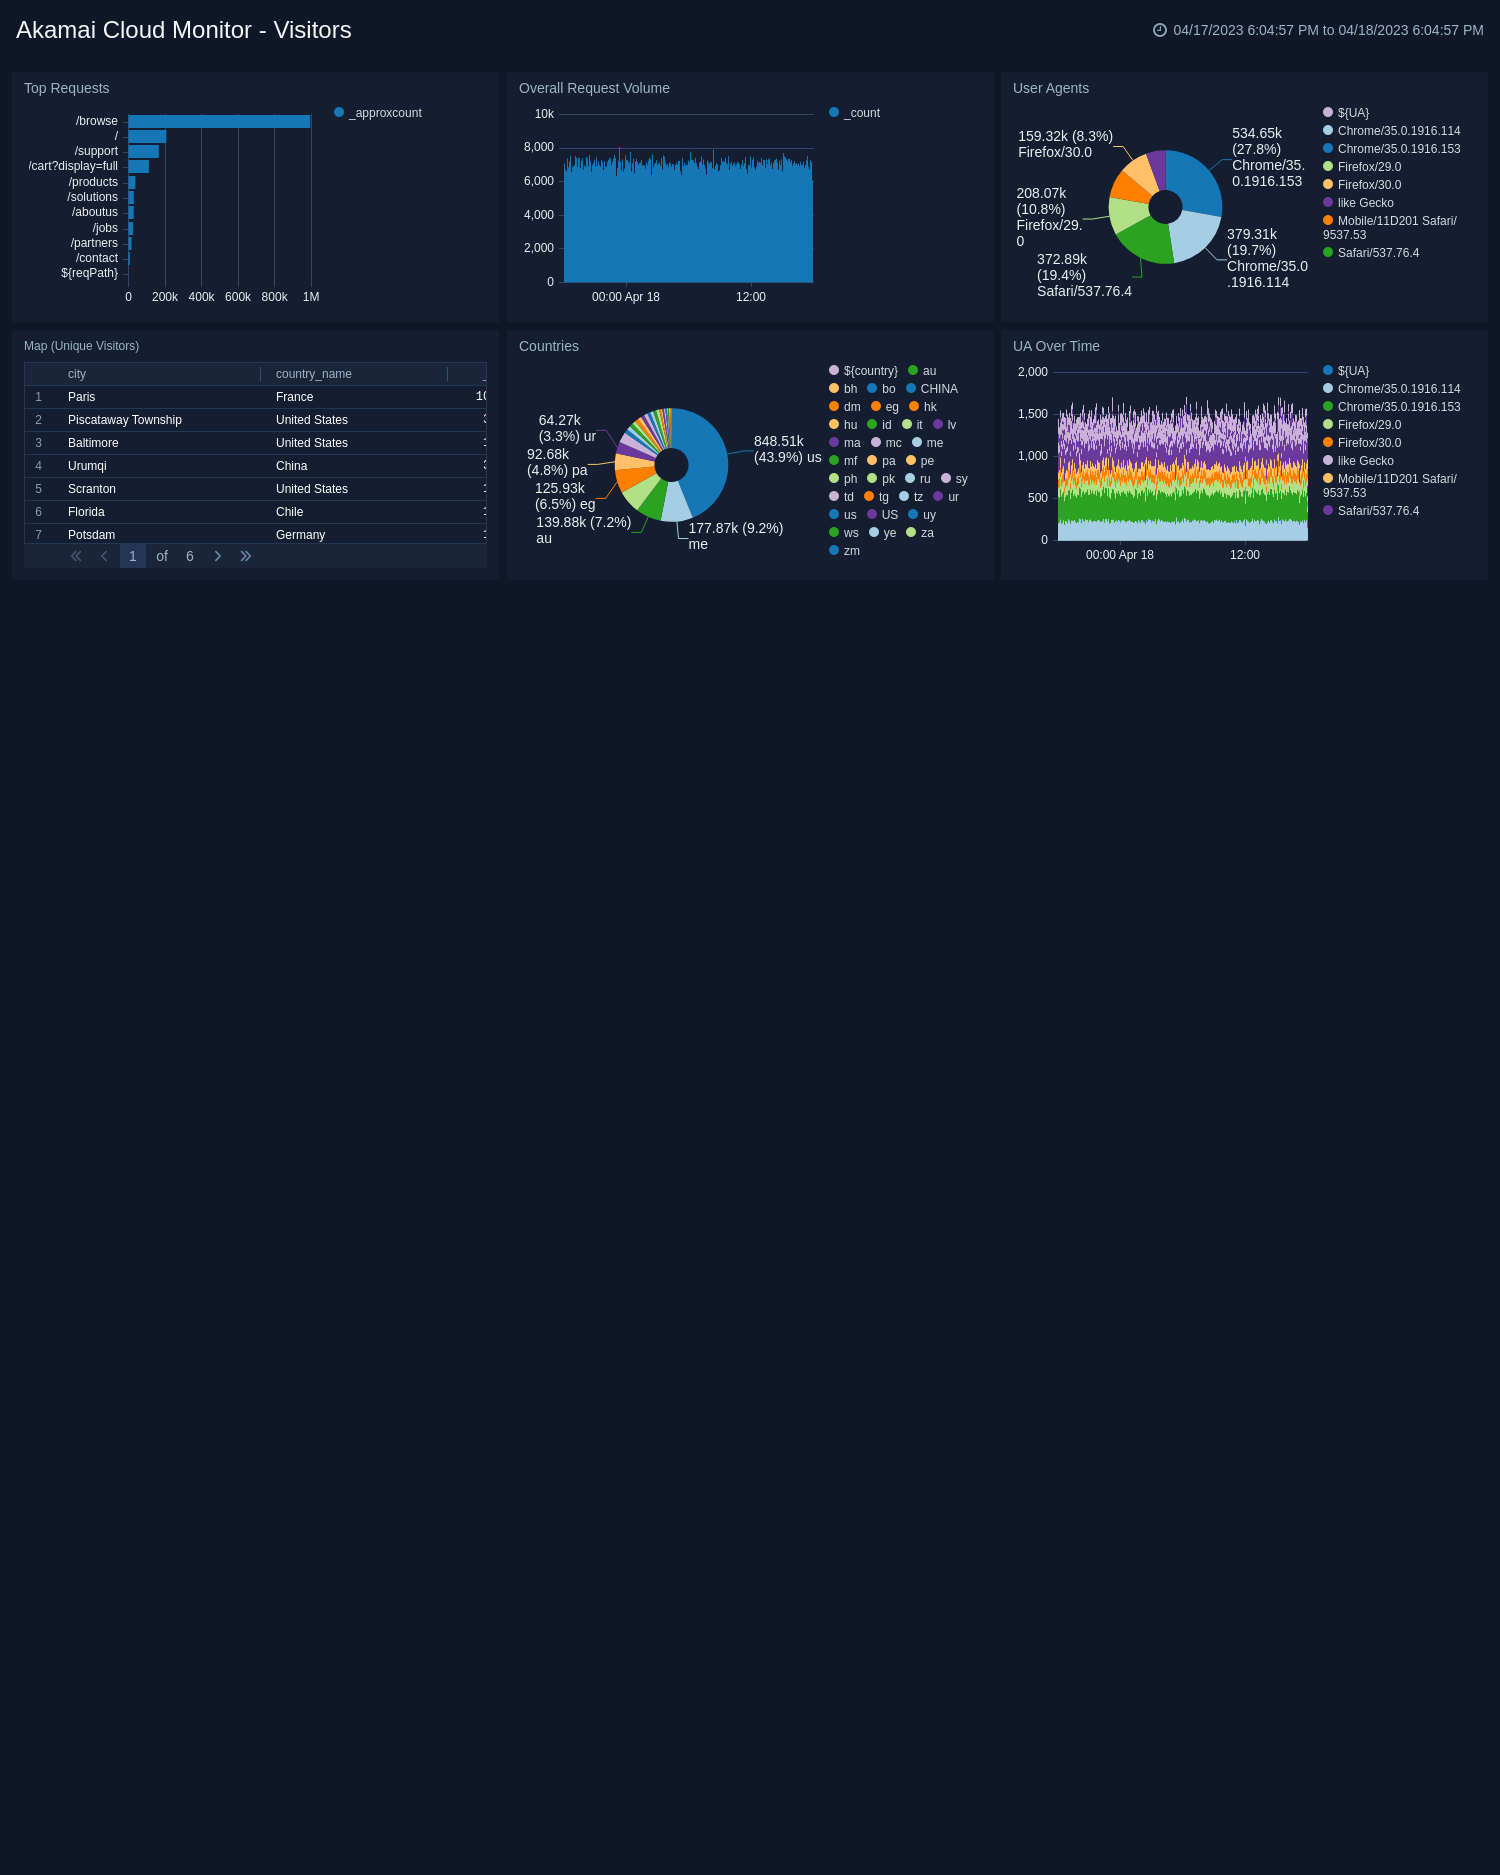 Akamai Cloud Monitor - Visitors
04/17/2023 6:04:57 PM to 04/18/2023 6:04:57 PM
Top Requests
/browse
/
/support
/cart?display=full
/products
/solutions
/aboutus
/jobs
/partners
/contact
${reqPath}
0 200k 400k 600k 800k 1M
_approxcount
Overall Request Volume
10k
8,000
6,000
4,000
2,000
0
00:00 Apr 18 12:00
_count
User Agents
159.32k (8.3%)
Firefox/30.0
208.07k
(10.8%)
Firefox/29.
0
372.89k
(19.4%)
Safari/537.76.4
534.65k
(27.8%)
Chrome/35.
0.1916.153
379.31k
(19.7%)
Chrome/35.0
.1916.114
${UA}
Chrome/35.0.1916.114
Chrome/35.0.1916.153
Firefox/29.0
Firefox/30.0
like Gecko
Mobile/11D201 Safari/
9537.53
Safari/537.76.4
Map (Unique Visitors)
city country_name
1 Paris France
2 Piscataway Township United States
3 Baltimore United States
4 Urumqi China
5 Scranton United States
6 Florida Chile
7 Potsdam Germany
1 of 6
Countries
64.27k
(3.3%) ur
92.68k
(4.8%) pa
125.93k
(6.5%) eg
139.88k (7.2%)
au
848.51k
(43.9%) us
177.87k (9.2%)
me
${country} au
bh bo CHINA
dm eg hk
hu id it lv
ma mc me
mf pa pe
ph pk ru sy
td tg tz ur
us US uy
ws ye za
zm
UA Over Time
2,000
1,500
1,000
500
0
00:00 Apr 18 12:00
${UA}
Chrome/35.0.1916.114
Chrome/35.0.1916.153
Firefox/29.0
Firefox/30.0
like Gecko
Mobile/11D201 Safari/
9537.53
Safari/537.76.4